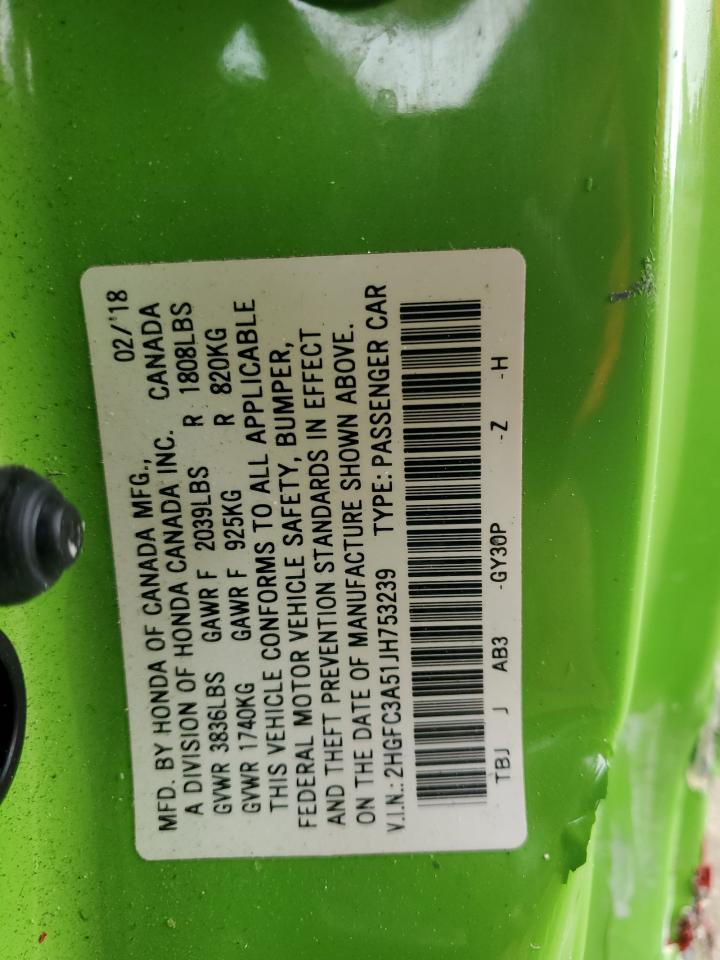 MFD. BY HONDA OF CANADA MFG., 02/'18
A DIVISION OF HONDA CANADA INC. CANADA
GVWR 3836LBS GAWR F 2039LBS R 1808LBS
GVWR 1740KG GAWR F 925KG R 820KG
THIS VEHICLE CONFORMS TO ALL APPLICABLE
FEDERAL MOTOR VEHICLE SAFETY, BUMPER,
AND THEFT PREVENTION STANDARDS IN EFFECT
ON THE DATE OF MANUFACTURE SHOWN ABOVE.
V.I.N.: 2HGFC3A51JH753239 TYPE: PASSENGER CAR
TBJ J AB3 -GY30P -Z -H